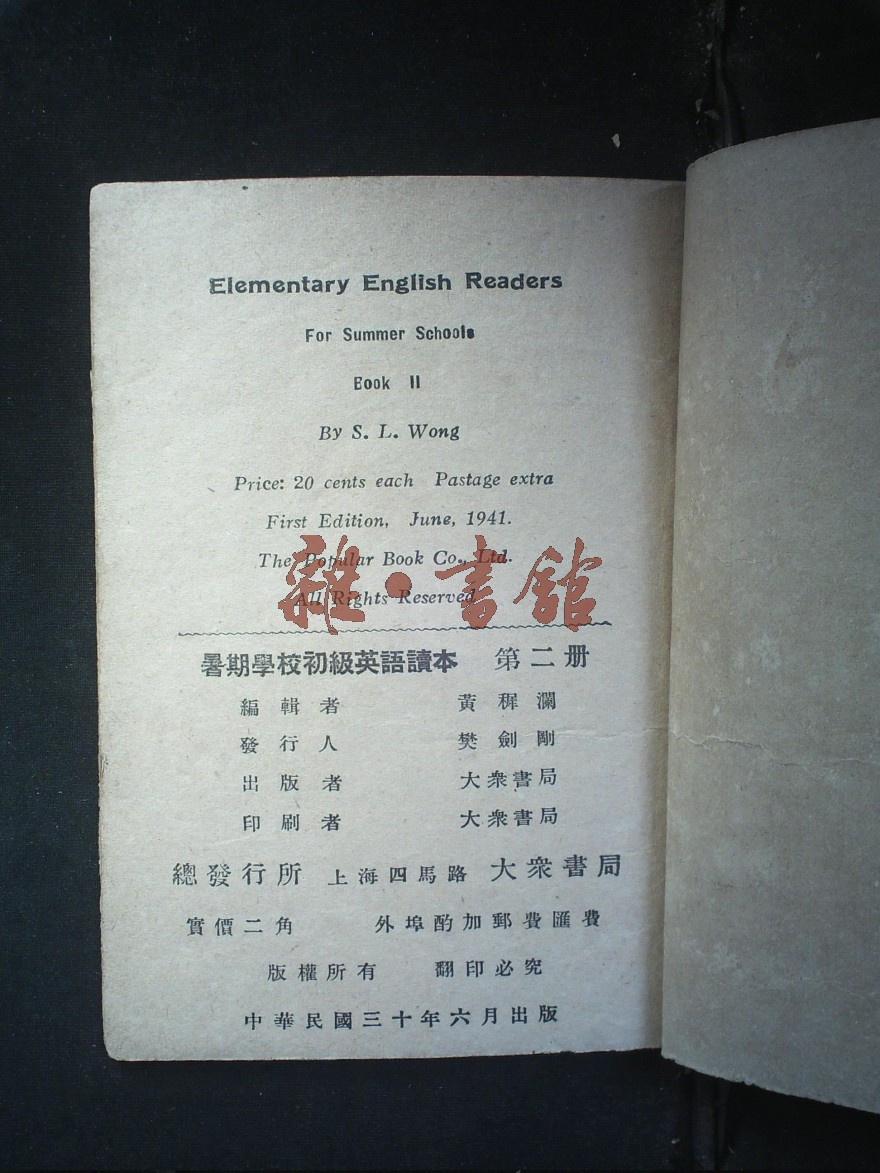 Elementary English Readers
For Summer Schools
Book II
By S. L. Wong
Price: 20 cents each Pastage extra
First Edition, June, 1941.
The Popular Book Co., Ltd.
All Rights Reserved
雜·書館
暑期學校初級英語讀本 第二册
編輯者 黃穉瀾
發行人 樊劍剛
出版者 大衆書局
印刷者 大衆書局
總發行所 上海四馬路 大衆書局
實價二角 外埠酌加郵費匯費
版權所有 翻印必究
中華民國三十年六月出版